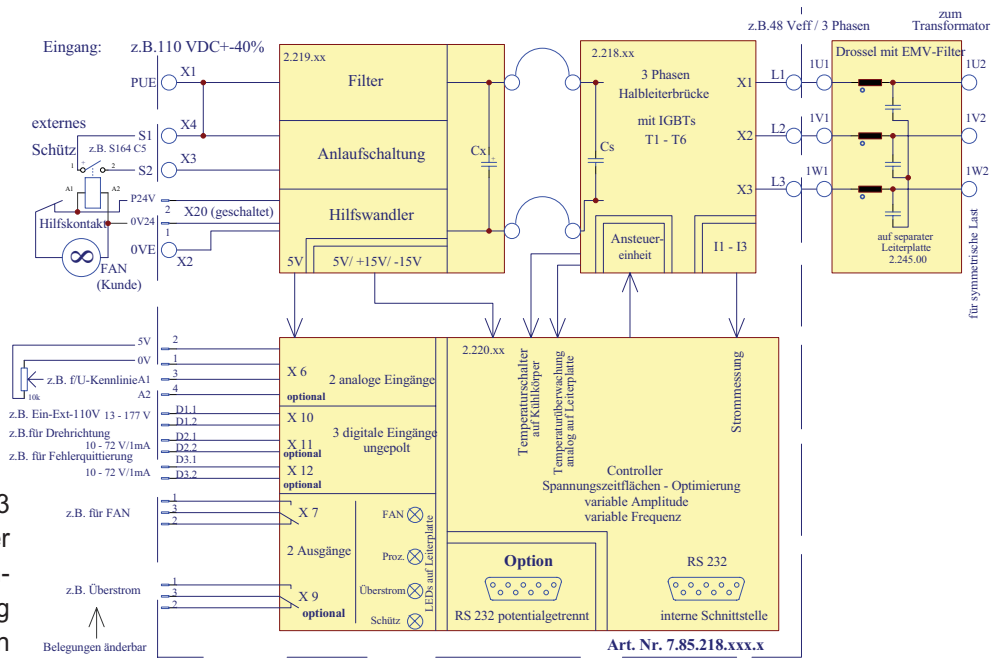 z.B.48 Veff / 3 Phasen
zum
Transformator
Eingang:
z.B.110 VDC+-40%
PUE
X1
S1
X4
S2
X3
P24V
2
X20 (geschaltet)
0V24
1
0VE
X2
externes
Schütz
z.B. S164 C5
1
2
A1
A2
Hilfskontakt
FAN
(Kunde)
2.219.xx
Filter
Anlaufschaltung
Hilfswandler
Cx
+
5V
5V/ +15V/ -15V
2.218.xx
3 Phasen
Halbleiterbrücke
mit IGBTs
T1 - T6
Cs
X1
X2
X3
Ansteuer-
einheit
I1 - I3
L1
L2
L3
1U1
1V1
1W1
Drossel mit EMV-Filter
auf separater
Leiterplatte
2.245.00
1U2
1V2
1W2
für symmetrische Last
5V
2
0V
1
z.B. f/U-Kennlinie
A1
3
10k
A2
4
z.B. Ein-Ext-110V
13 - 177 V
D1.1
D1.2
z.B.für Drehrichtung
10 - 72 V/1mA
D2.1
D2.2
z.B. für Fehlerquittierung
10 - 72 V/1mA
D3.1
D3.2
z.B. für FAN
1
3
2
z.B. Überstrom
1
3
2
Belegungen änderbar
X 6
optional
2 analoge Eingänge
X 10
X 11
optional
X 12
optional
3 digitale Eingänge
ungepolt
X 7
2 Ausgänge
X 9
optional
FAN
Proz.
Überstrom
Schütz
LEDs auf Leiterplatte
2.220.xx
Temperaturschalter
auf Kühlkörper
Temperaturüberwachung
analog auf Leiterplatte
Strommessung
Controller
Spannungszeitflächen - Optimierung
variable Amplitude
variable Frequenz
Option
RS 232 potentialgetrennt
RS 232
interne Schnittstelle
Art. Nr. 7.85.218.xxx.x
3
er
-
g
n